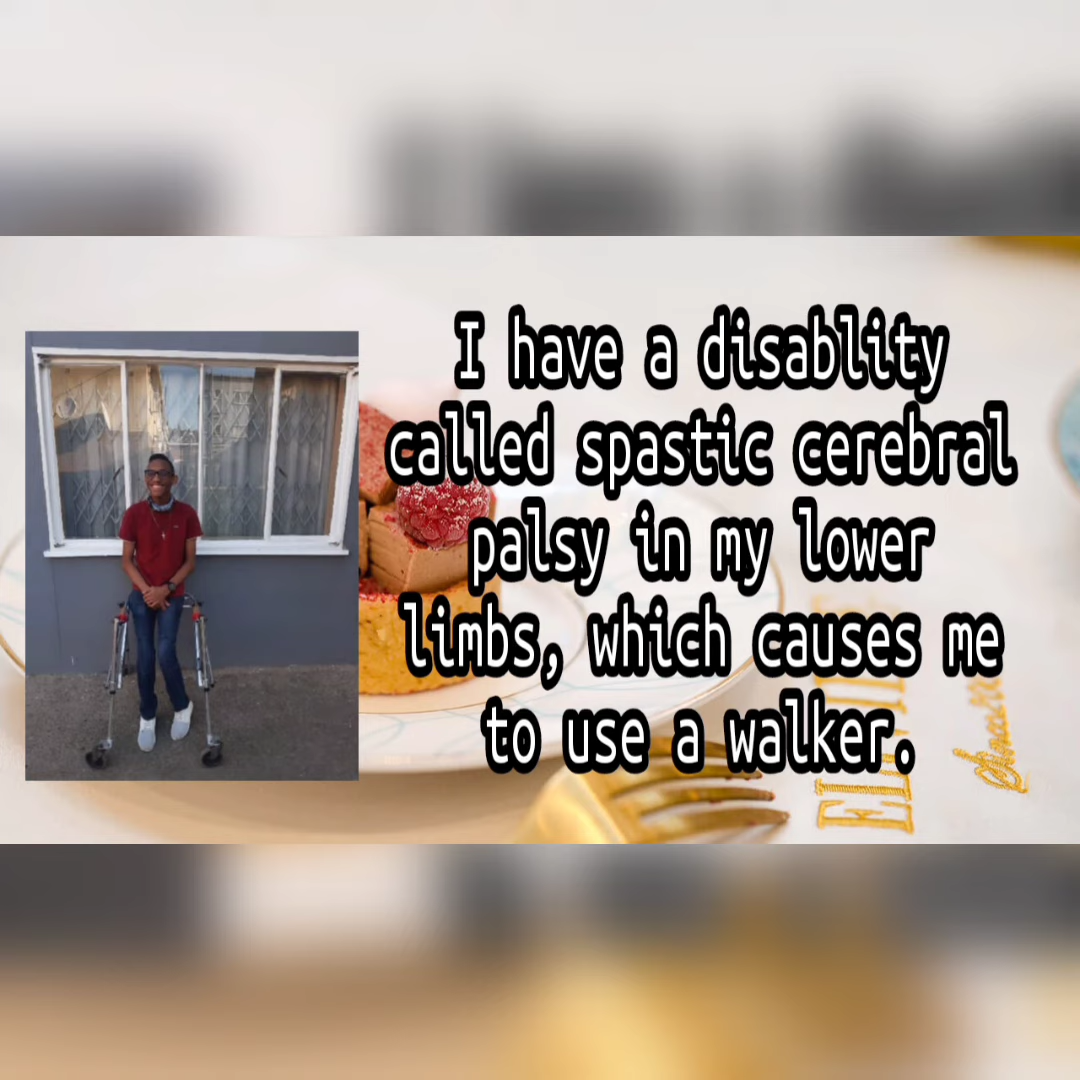 I have a disablity
called spastic cerebral
palsy in my lower
limbs, which causes me
to use a walker.